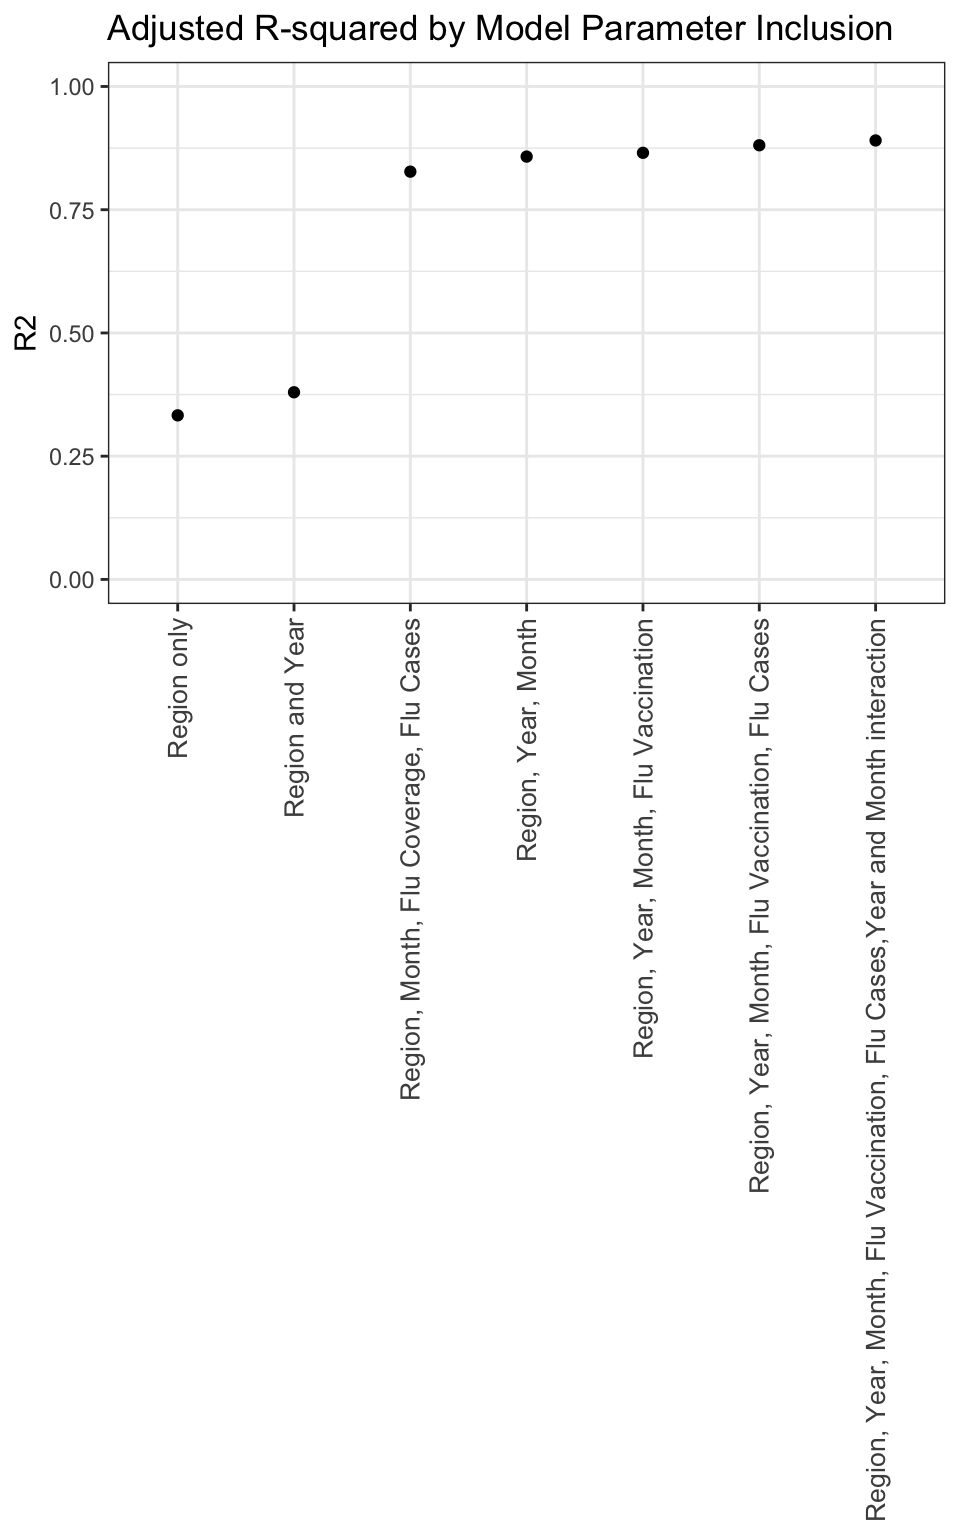 Adjusted R-squared by Model Parameter Inclusion
R2
1.00
0.75
0.50
0.25
0.00
Region only
Region and Year
Region, Month, Flu Coverage, Flu Cases
Region, Year, Month
Region, Year, Month, Flu Vaccination
Region, Year, Month, Flu Vaccination, Flu Cases
Region, Year, Month, Flu Vaccination, Flu Cases,Year and Month interaction